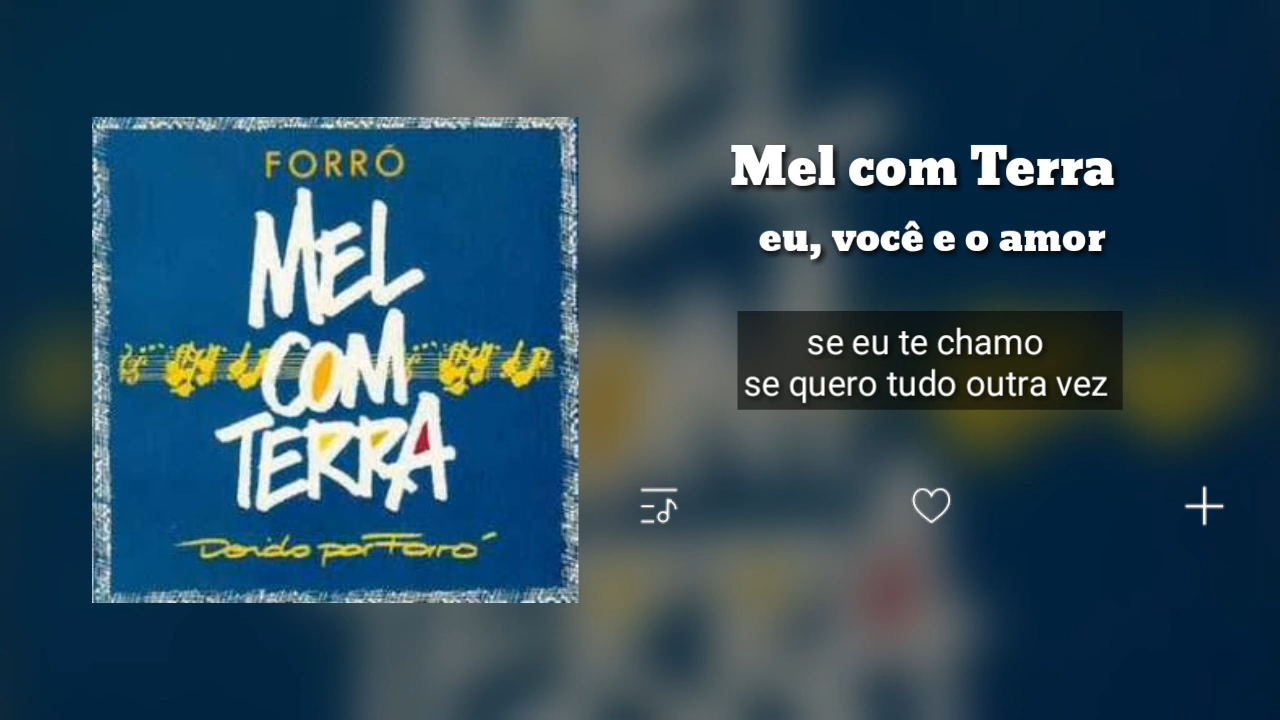 FORRÓ
MEL
COM
TERRA
Doido por Forró
Mel com Terra
eu, você e o amor
se eu te chamo
se quero tudo outra vez